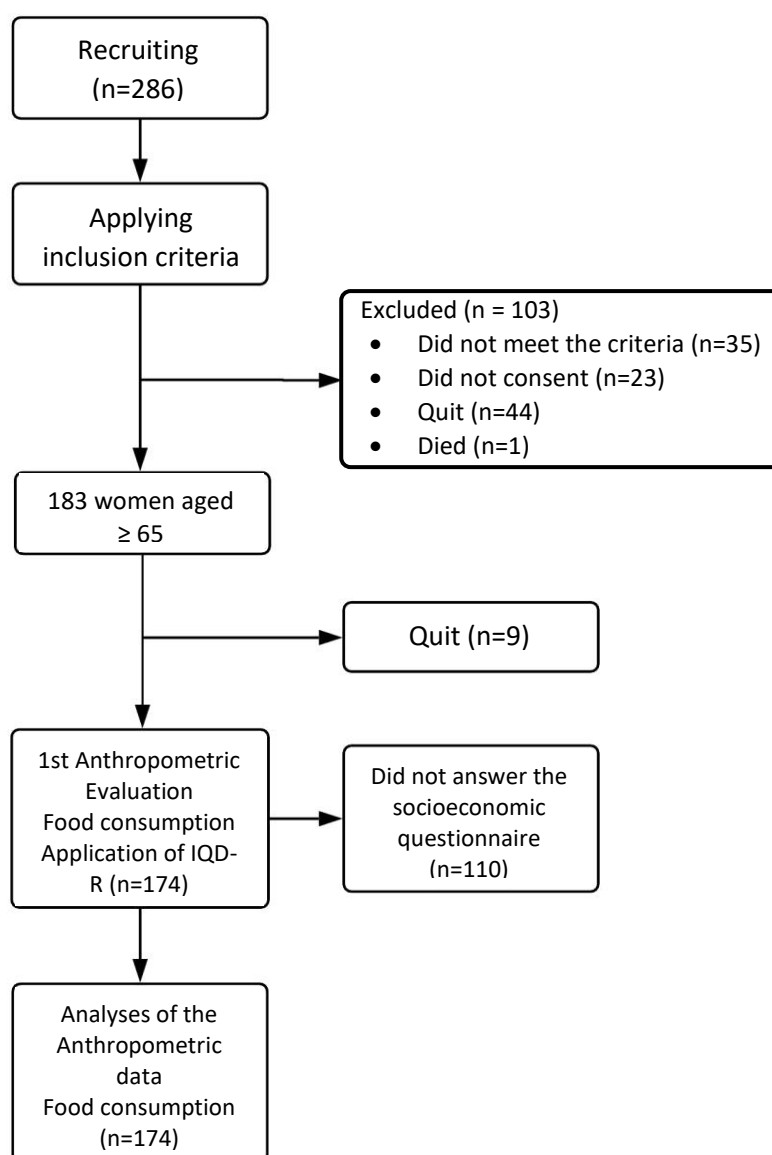 Recruiting
(n=286)
Applying
inclusion criteria
Excluded (n = 103)
• Did not meet the criteria (n=35)
• Did not consent (n=23)
• Quit (n=44)
• Died (n=1)
183 women aged
≥ 65
Quit (n=9)
1st Anthropometric
Evaluation
Food consumption
Application of IQD-
R (n=174)
Did not answer the
socioeconomic
questionnaire
(n=110)
Analyses of the
Anthropometric
data
Food consumption
(n=174)